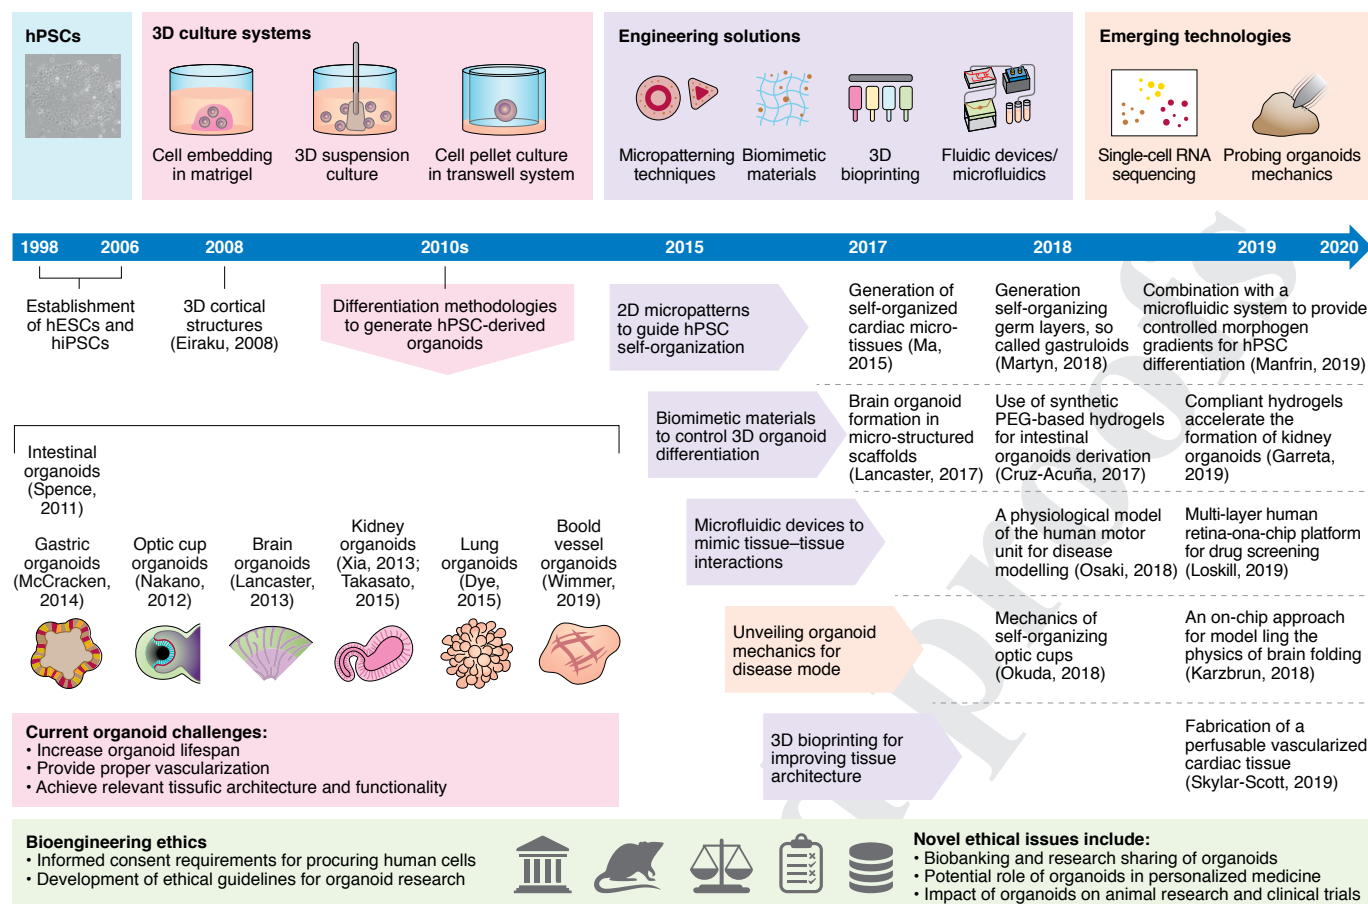 hPSCs
3D culture systems
Cell embedding
in matrigel
3D suspension
culture
Cell pellet culture
in transwell system
Engineering solutions
Micropatterning
techniques
Biomimetic
materials
3D
bioprinting
Fluidic devices/
microfluidics
Emerging technologies
Single-cell RNA
sequencing
Probing organoids
mechanics
1998
2006
2008
2010s
2015
2017
2018
2019
2020
Establishment
of hESCs and
hiPSCs
3D cortical
structures
(Eiraku, 2008)
Differentiation methodologies
to generate hPSC-derived
organoids
2D micropatterns
to guide hPSC
self-organization
Generation of
self-organized
cardiac micro-
tissues (Ma,
2015)
Generation
self-organizing
germ layers, so
called gastruloids
(Martyn, 2018)
Combination with a
microfluidic system to provide
controlled morphogen
gradients for hPSC
differentiation (Manfrin, 2019)
Biomimetic materials
to control 3D organoid
differentiation
Brain organoid
formation in
micro-structured
scaffolds
(Lancaster, 2017)
Use of synthetic
PEG-based hydrogels
for intestinal
organoids derivation
(Cruz-Acuña, 2017)
Compliant hydrogels
accelerate the
formation of kidney
organoids (Garreta,
2019)
Microfluidic devices to
mimic tissue–tissue
interactions
A physiological model
of the human motor
unit for disease
modelling (Osaki, 2018)
Multi-layer human
retina-ona-chip platform
for drug screening
(Loskill, 2019)
Unveiling organoid
mechanics for
disease mode
Mechanics of
self-organizing
optic cups
(Okuda, 2018)
An on-chip approach
for model ling the
physics of brain folding
(Karzbrun, 2018)
3D bioprinting for
improving tissue
architecture
Fabrication of a
perfusable vascularized
cardiac tissue
(Skylar-Scott, 2019)
Intestinal
organoids
(Spence,
2011)
Gastric
organoids
(McCracken,
2014)
Optic cup
organoids
(Nakano,
2012)
Brain
organoids
(Lancaster,
2013)
Kidney
organoids
(Xia, 2013;
Takasato,
2015)
Lung
organoids
(Dye,
2015)
Boold
vessel
organoids
(Wimmer,
2019)
Current organoid challenges:
• Increase organoid lifespan
• Provide proper vascularization
• Achieve relevant tissufic architecture and functionality
Bioengineering ethics
• Informed consent requirements for procuring human cells
• Development of ethical guidelines for organoid research
Novel ethical issues include:
• Biobanking and research sharing of organoids
• Potential role of organoids in personalized medicine
• Impact of organoids on animal research and clinical trials
proofs